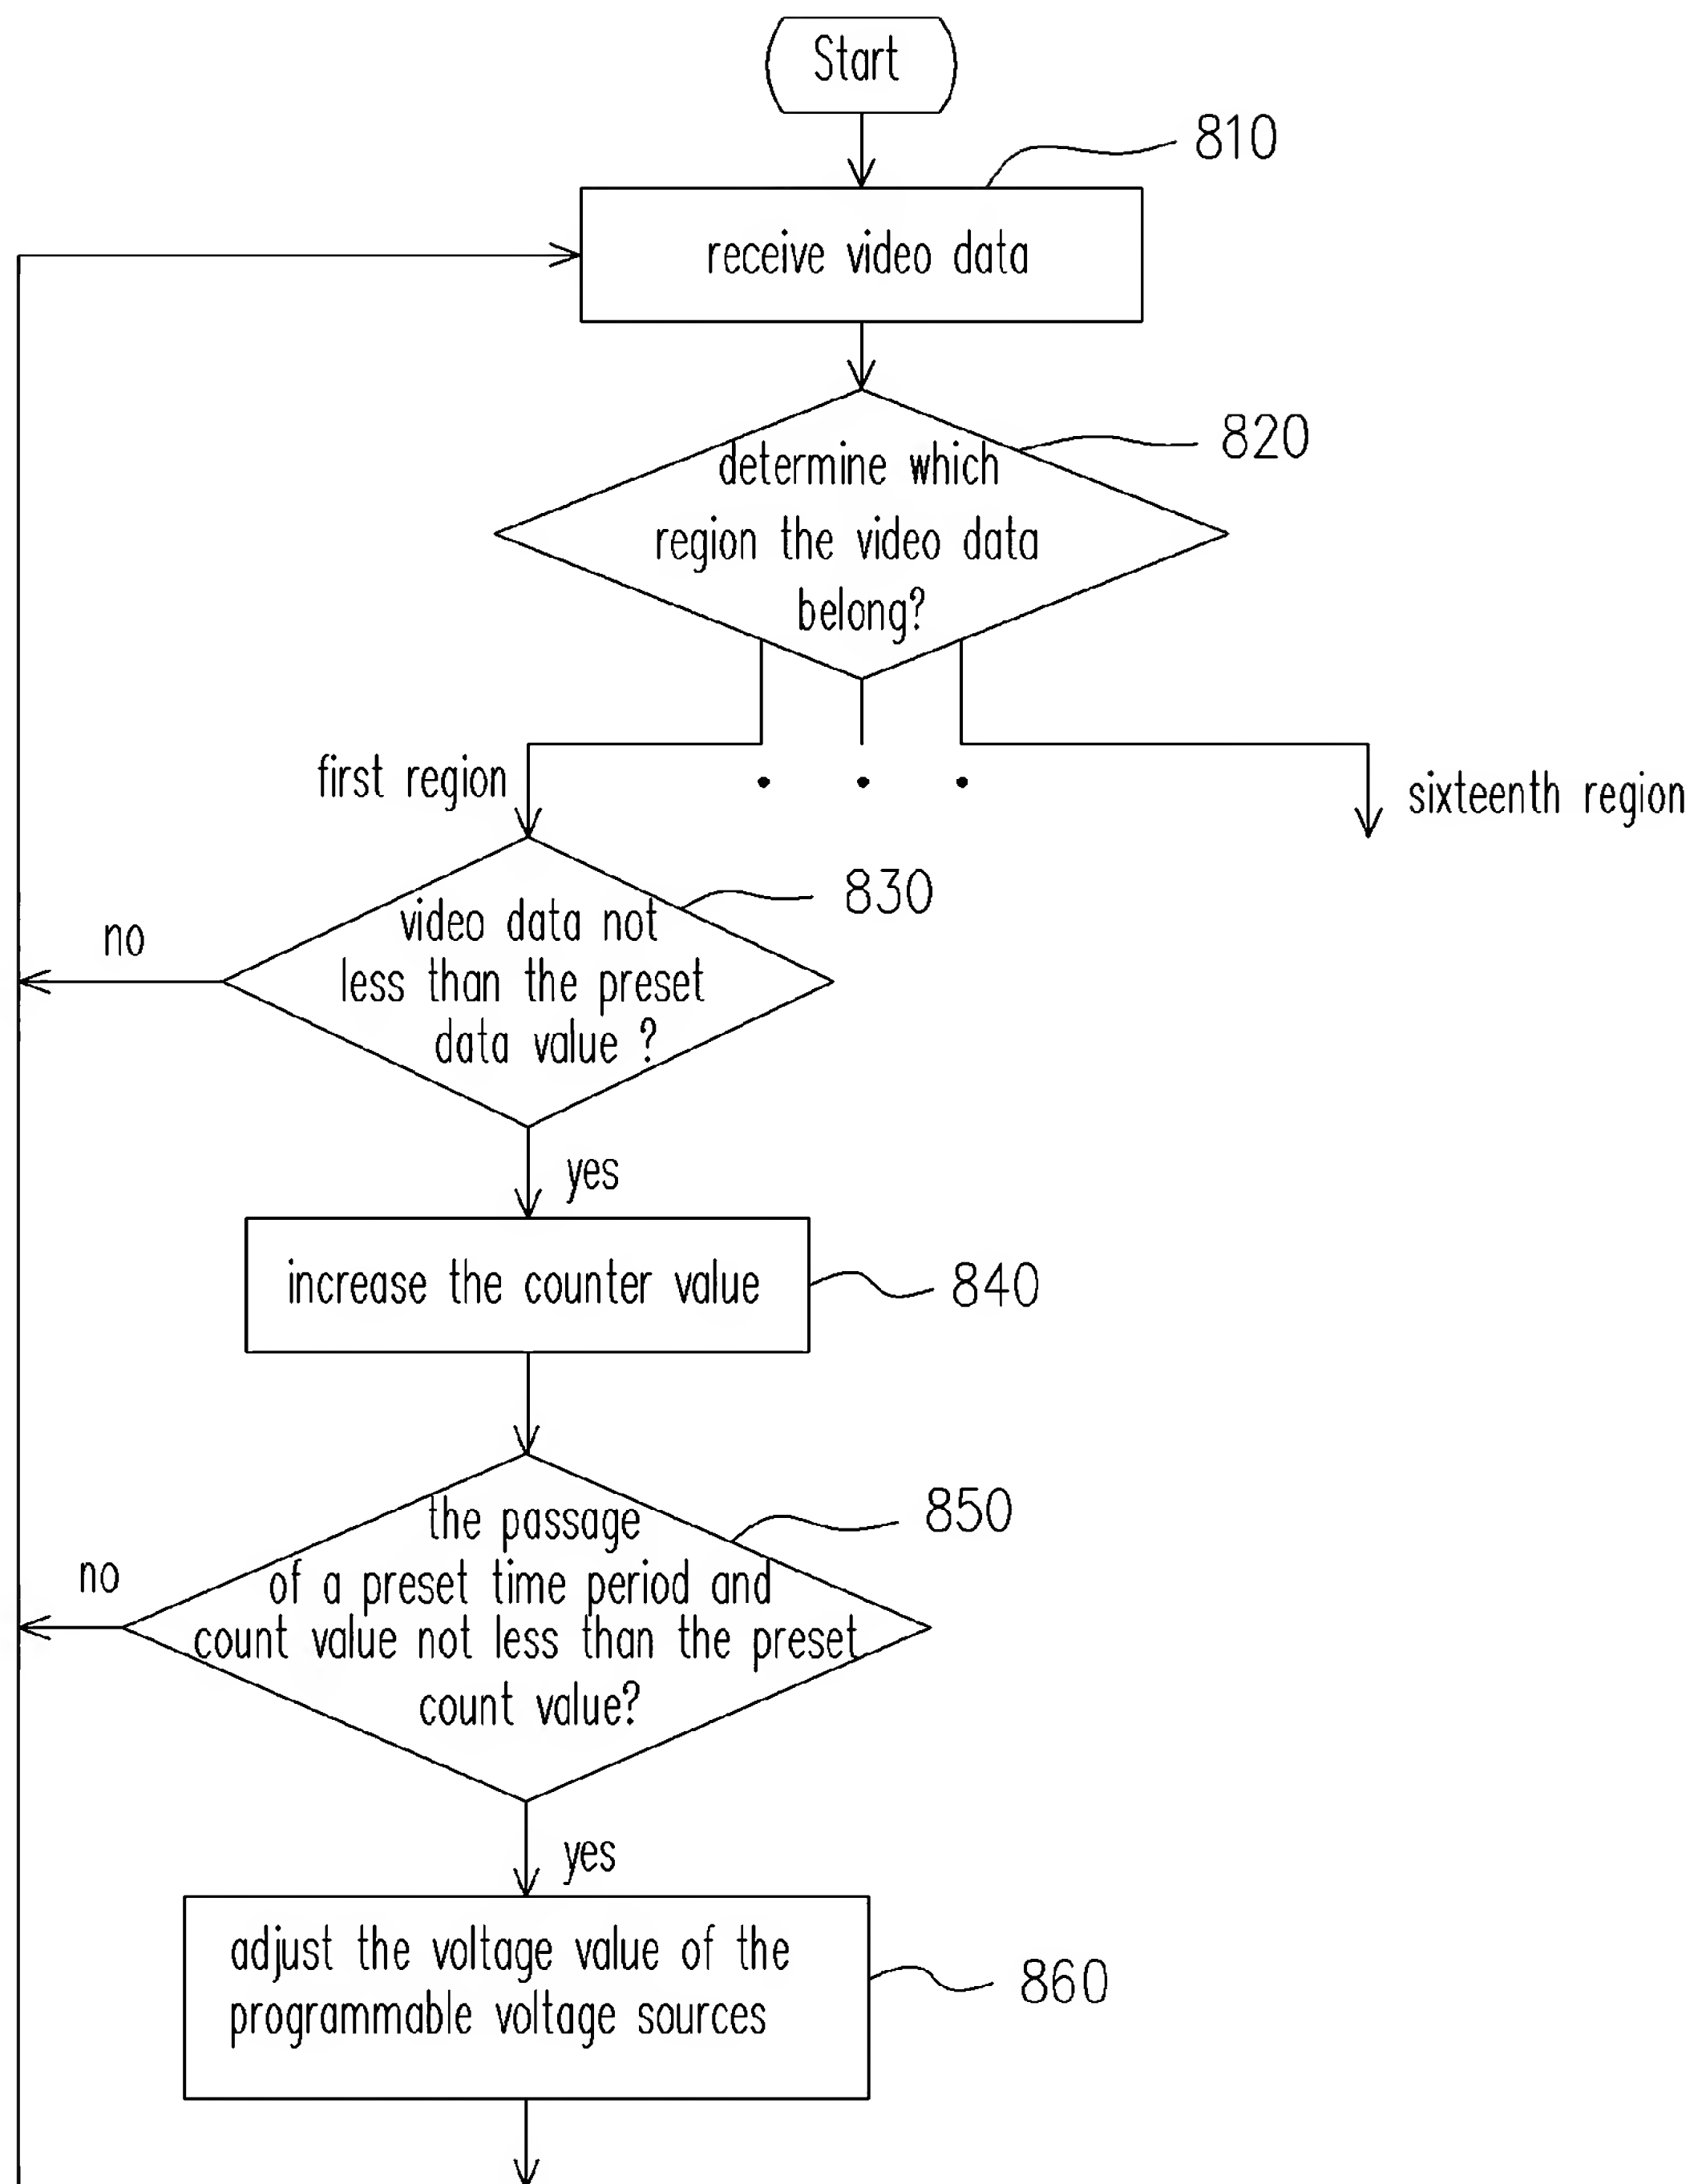 Start
810
receive video data
820
determine which
region the video data
belong?
first region
sixteenth region
830
video data not
less than the preset
data value ?
no
yes
increase the counter value
840
850
the passage
of a preset time period and
count value not less than the preset
count value?
no
yes
adjust the voltage value of the
programmable voltage sources
860